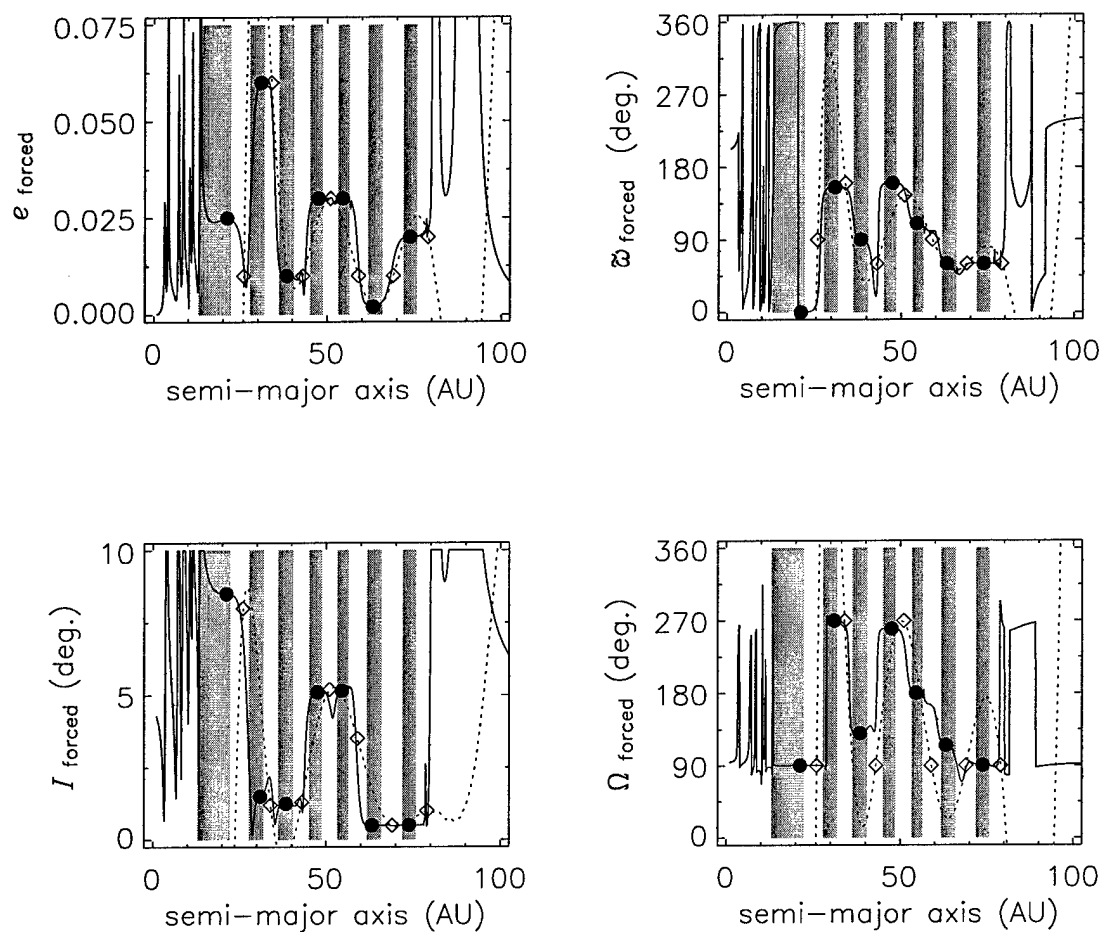 0.075
0.050
0.025
0.000
e forced
0 50 100
semi-major axis (AU)
360
270
180
90
0
ϖ forced (deg.)
0 50 100
semi-major axis (AU)
10
5
0
I forced (deg.)
0 50 100
semi-major axis (AU)
360
270
180
90
0
Ω forced (deg.)
0 50 100
semi-major axis (AU)